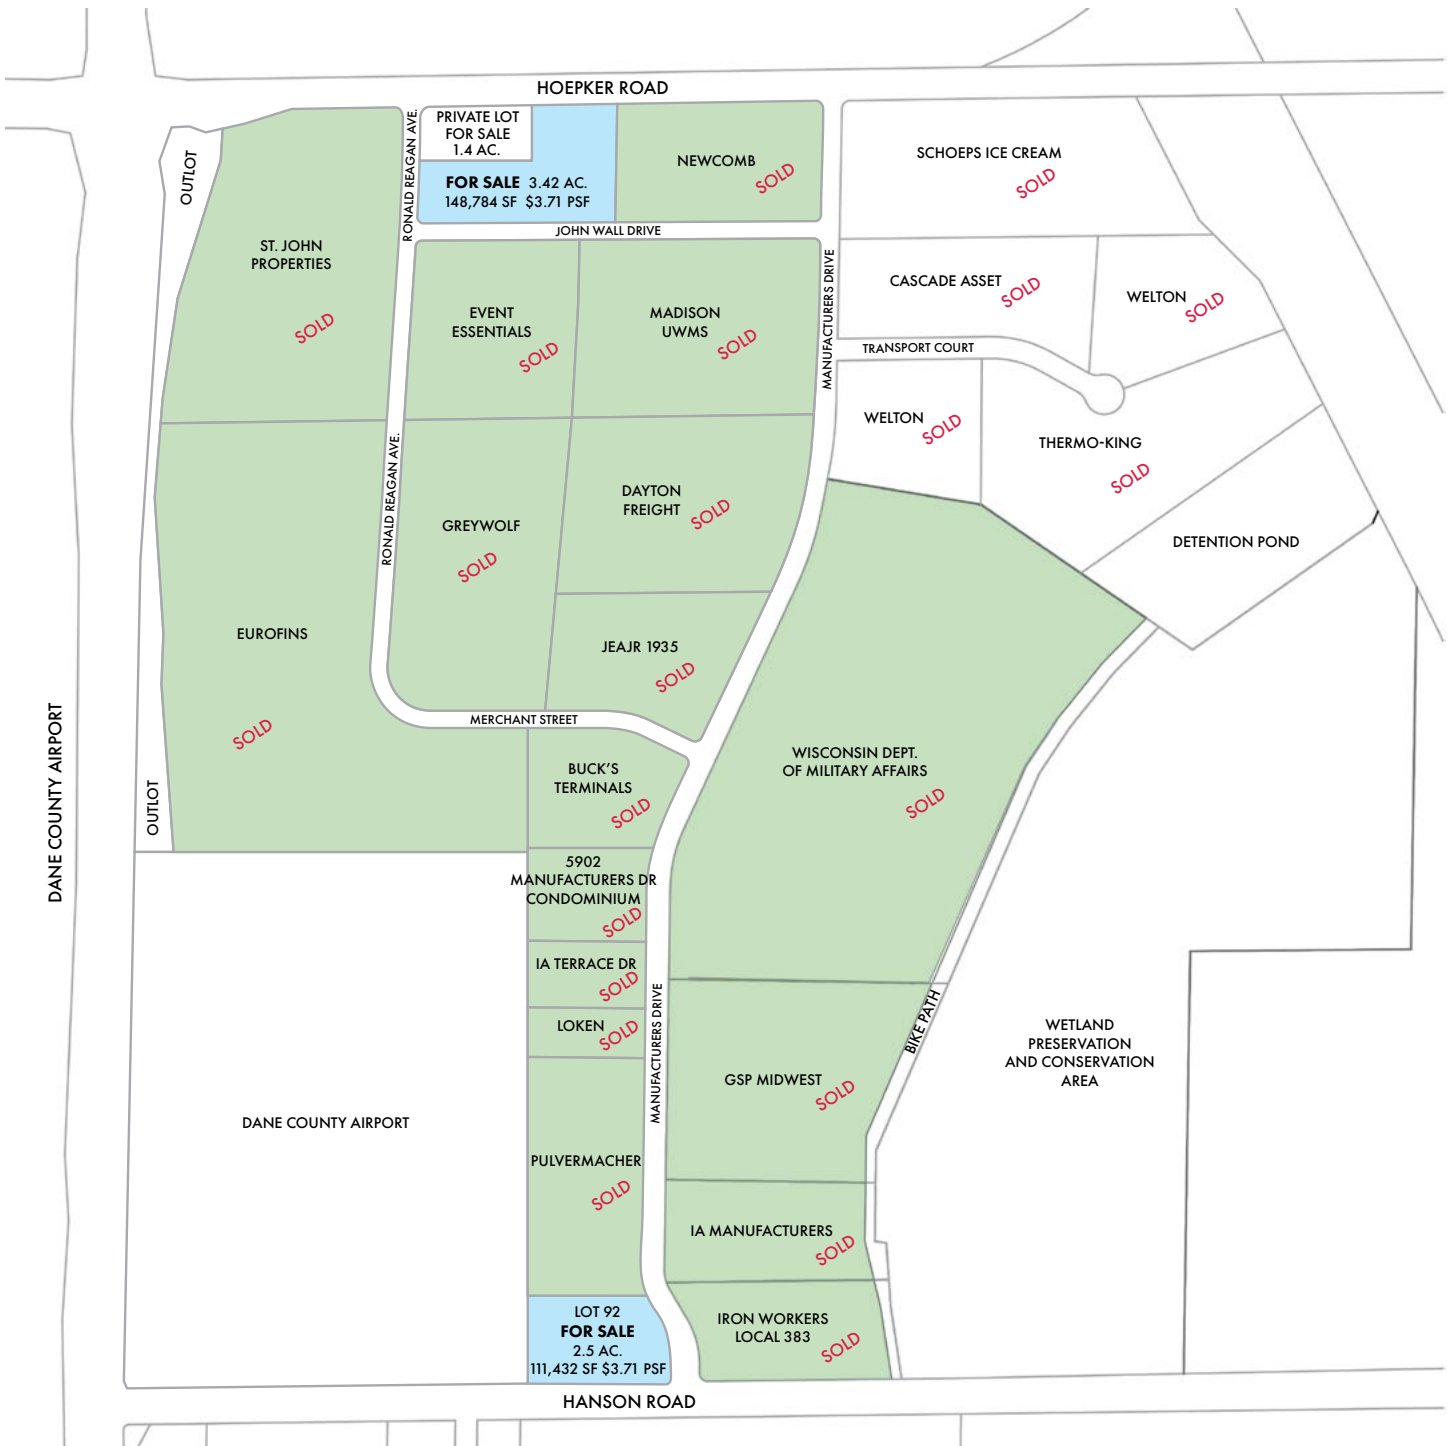 HOEPKER ROAD
PRIVATE LOT
FOR SALE
1.4 AC.
FOR SALE 3.42 AC.
148,784 SF $3.71 PSF
NEWCOMB
SOLD
SCHOEPS ICE CREAM
SOLD
OUTLOT
RONALD REAGAN AVE.
JOHN WALL DRIVE
ST. JOHN
PROPERTIES
SOLD
EVENT
ESSENTIALS
SOLD
MADISON
UWMS
SOLD
MANUFACTURERS DRIVE
CASCADE ASSET
SOLD
WELTON
SOLD
TRANSPORT COURT
WELTON
SOLD
THERMO-KING
SOLD
DETENTION POND
RONALD REAGAN AVE.
GREYWOLF
SOLD
DAYTON
FREIGHT
SOLD
EUROFINS
SOLD
JEAJR 1935
SOLD
MERCHANT STREET
DANE COUNTY AIRPORT
OUTLOT
BUCK'S
TERMINALS
SOLD
WISCONSIN DEPT.
OF MILITARY AFFAIRS
SOLD
5902
MANUFACTURERS DR
CONDOMINIUM
SOLD
IA TERRACE DR
SOLD
LOKEN
SOLD
MANUFACTURERS DRIVE
BIKE PATH
WETLAND
PRESERVATION
AND CONSERVATION
AREA
GSP MIDWEST
SOLD
DANE COUNTY AIRPORT
PULVERMACHER
SOLD
IA MANUFACTURERS
SOLD
LOT 92
FOR SALE
2.5 AC.
111,432 SF $3.71 PSF
IRON WORKERS
LOCAL 383
SOLD
HANSON ROAD